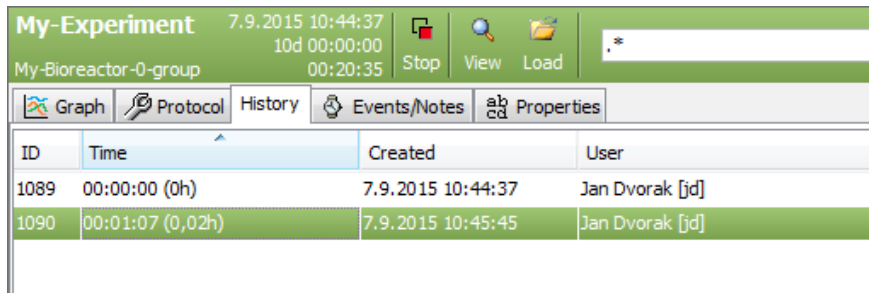 My-Experiment 7.9.2015 10:44:37
10d 00:00:00
My-Bioreactor-0-group 00:20:35
Stop View Load .*
Graph Protocol History Events/Notes Properties
ID Time Created User
1089 00:00:00 (0h) 7.9.2015 10:44:37 Jan Dvorak [jd]
1090 00:01:07 (0,02h) 7.9.2015 10:45:45 Jan Dvorak [jd]